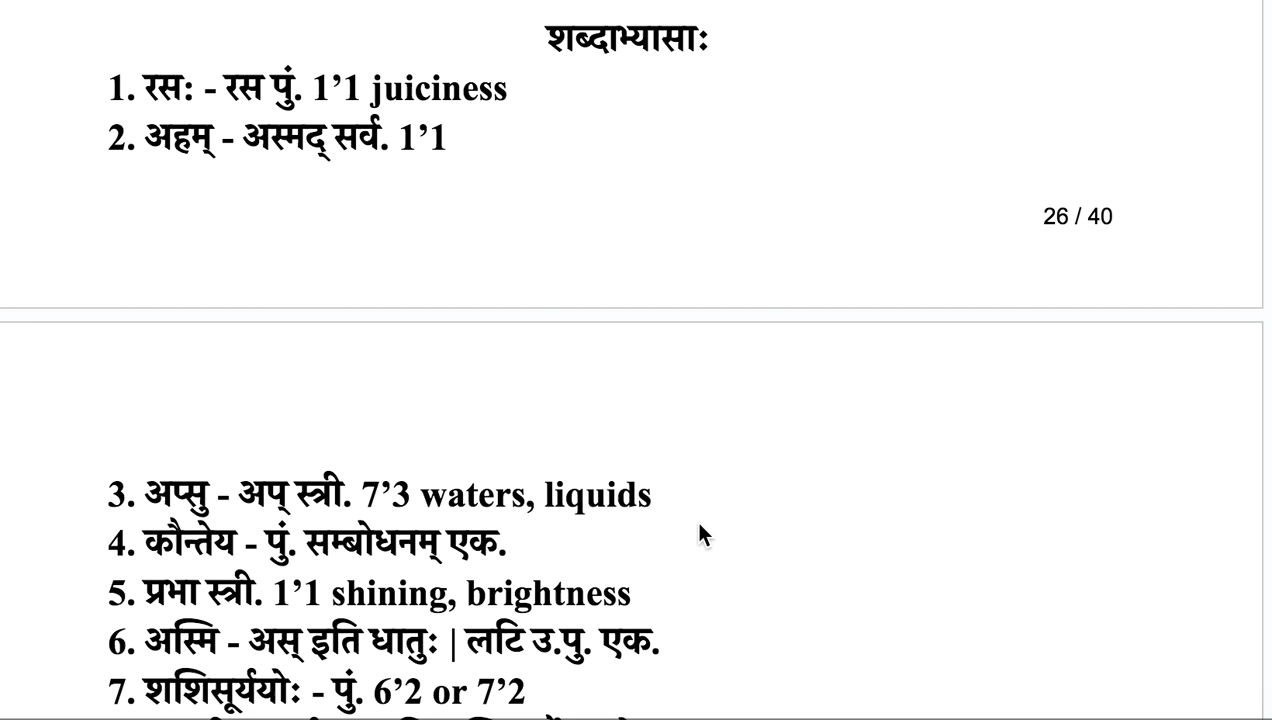 शब्दाभ्यासाः
1. रसः - रस पुं. 1’1 juiciness
2. अहम् - अस्मद् सर्व. 1’1
26 / 40
3. अप्सु - अप् स्त्री. 7’3 waters, liquids
4. कौन्तेय - पुं. सम्बोधनम् एक.
5. प्रभा स्त्री. 1’1 shining, brightness
6. अस्मि - अस् इति धातुः | लटि उ.पु. एक.
7. शशिसूर्ययोः - पुं. 6’2 or 7’2